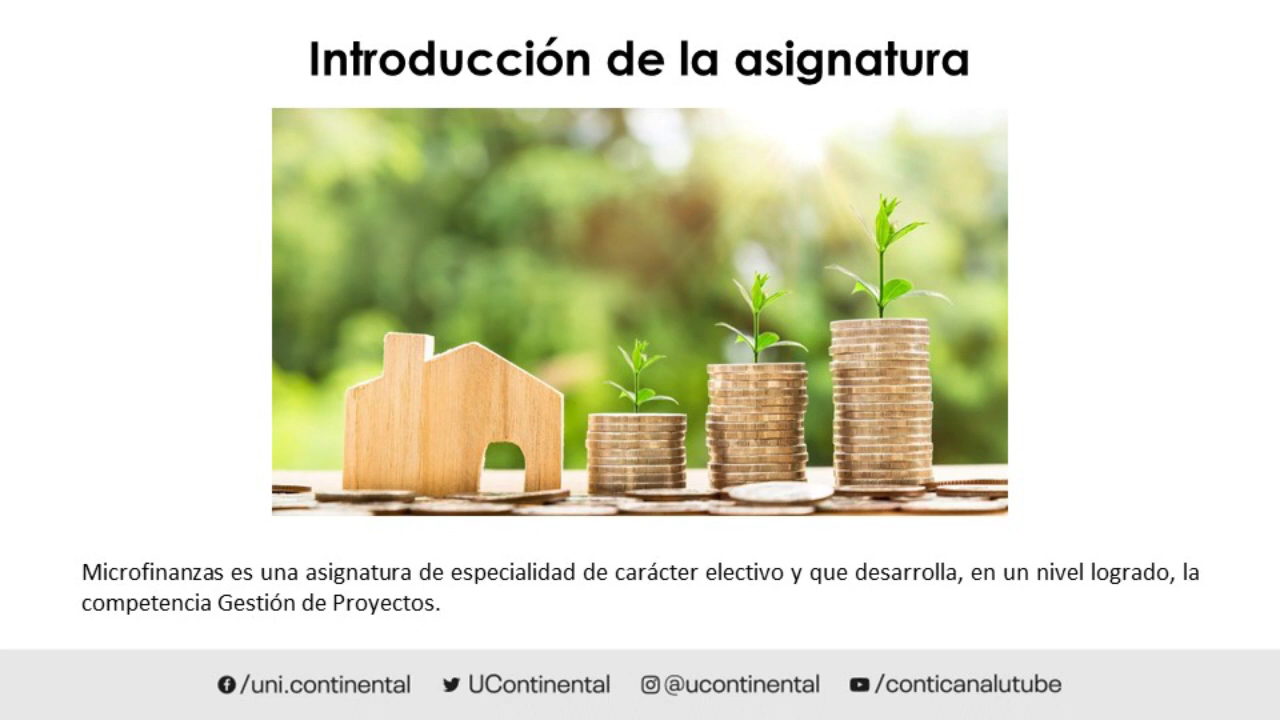 Introducción de la asignatura
Microfinanzas es una asignatura de especialidad de carácter electivo y que desarrolla, en un nivel logrado, la
competencia Gestión de Proyectos.
/uni.continental UContinental @ucontinental /conticanalutube